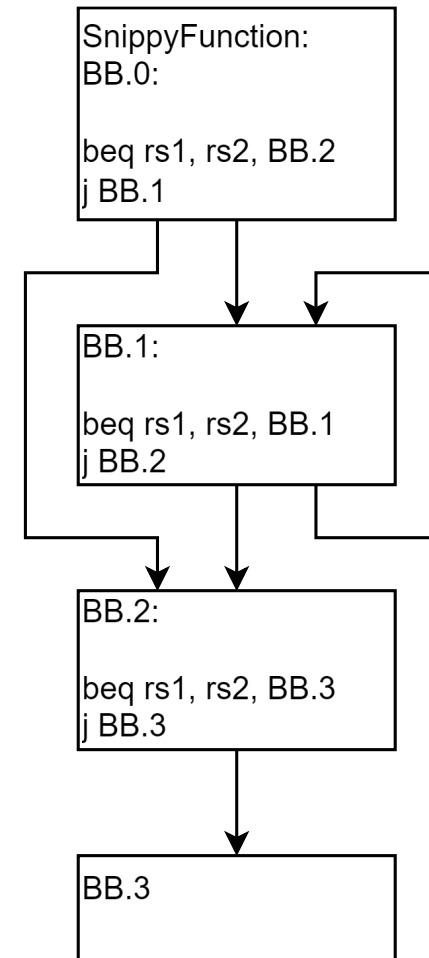 SnippyFunction:
BB.0:
beq rs1, rs2, BB.2
j BB.1
BB.1:
beq rs1, rs2, BB.1
j BB.2
BB.2:
beq rs1, rs2, BB.3
j BB.3
BB.3